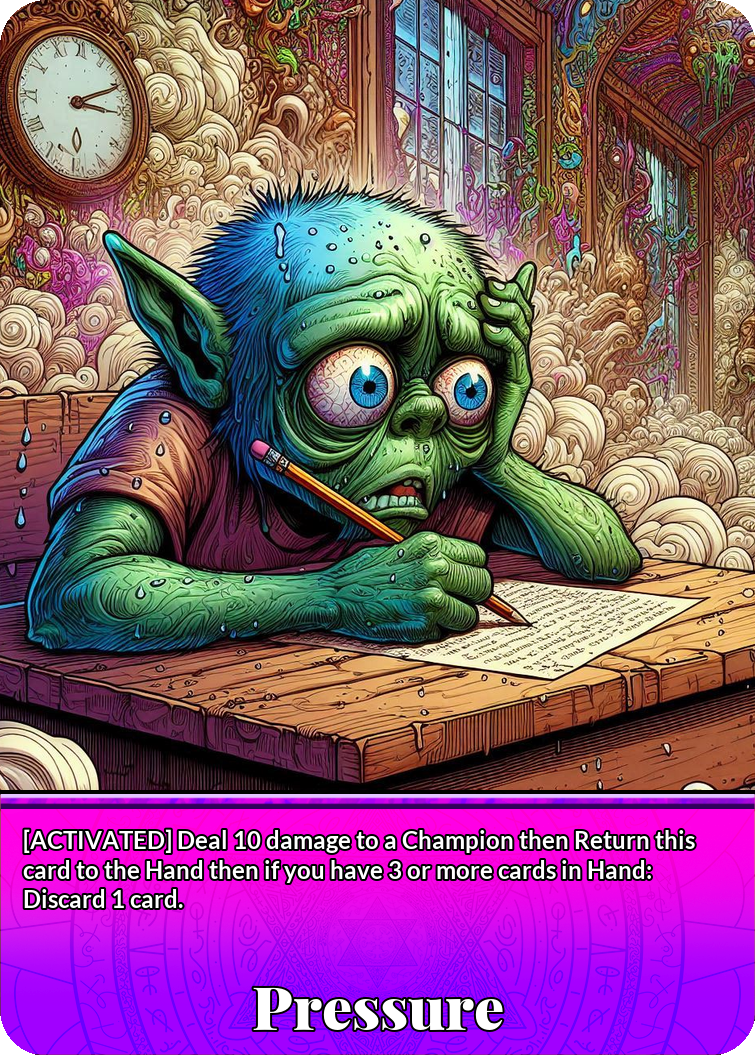 [ACTIVATED] Deal 10 damage to a Champion then Return this
card to the Hand then if you have 3 or more cards in Hand:
Discard 1 card.
Pressure